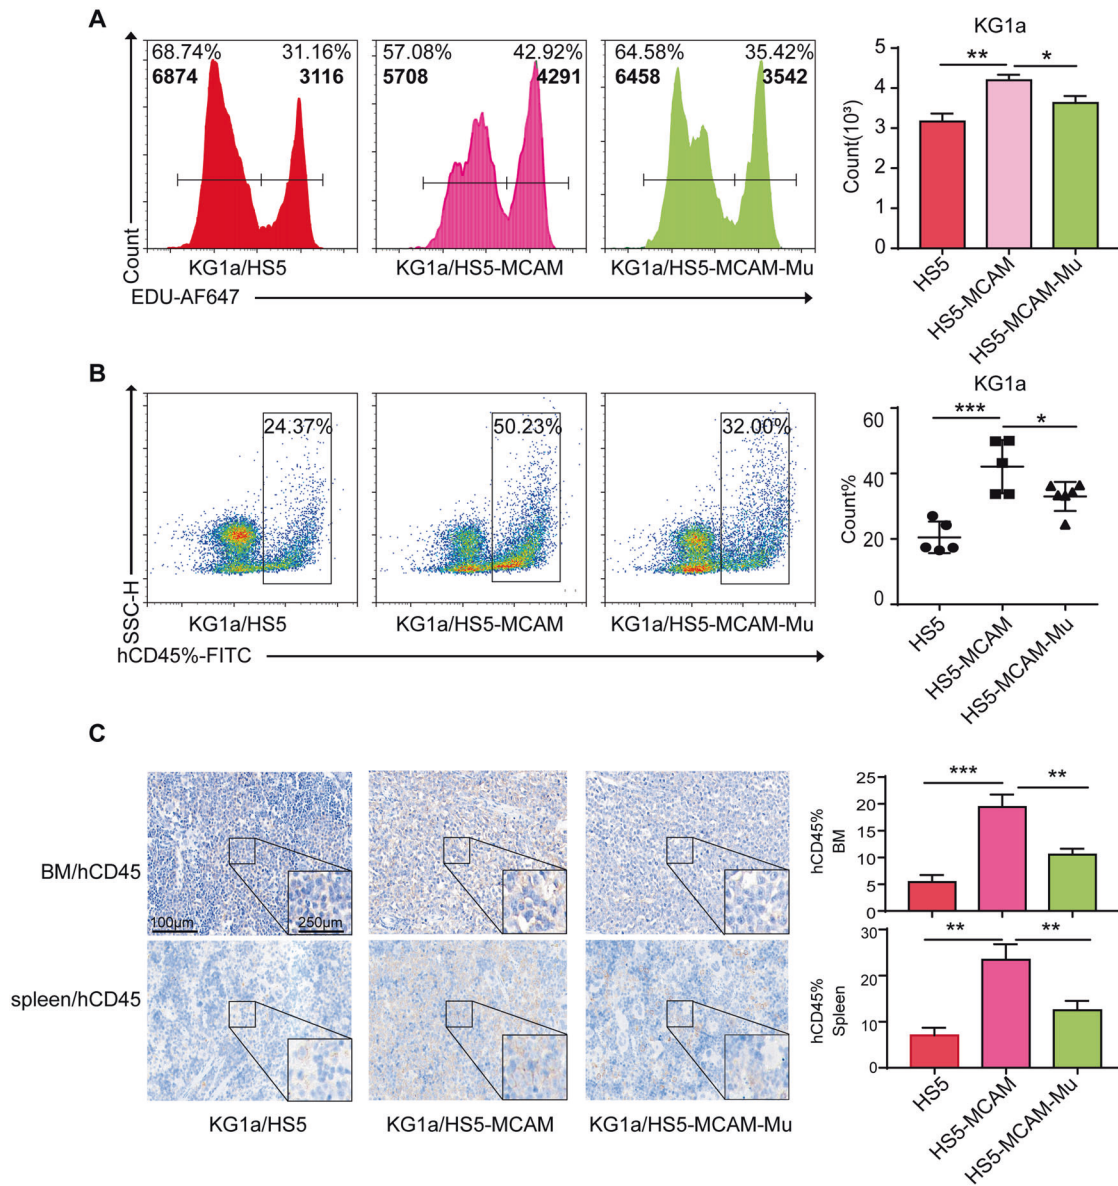 A
68.74% 31.16%
6874 3116
57.08% 42.92%
5708 4291
64.58% 35.42%
6458 3542
Count
KG1a/HS5
KG1a/HS5-MCAM
KG1a/HS5-MCAM-Mu
EDU-AF647
KG1a
** *
Count(10³)
5
4
3
2
1
0
HS5
HS5-MCAM
HS5-MCAM-Mu
B
24.37%
50.23%
32.00%
SSC-H
KG1a/HS5
KG1a/HS5-MCAM
KG1a/HS5-MCAM-Mu
hCD45%-FITC
KG1a
*** *
Count%
60
40
20
0
HS5
HS5-MCAM
HS5-MCAM-Mu
C
BM/hCD45
100µm 250µm
spleen/hCD45
KG1a/HS5
KG1a/HS5-MCAM
KG1a/HS5-MCAM-Mu
*** **
hCD45%
BM
25
20
15
10
5
0
** **
hCD45%
Spleen
30
20
10
0
HS5
HS5-MCAM
HS5-MCAM-Mu